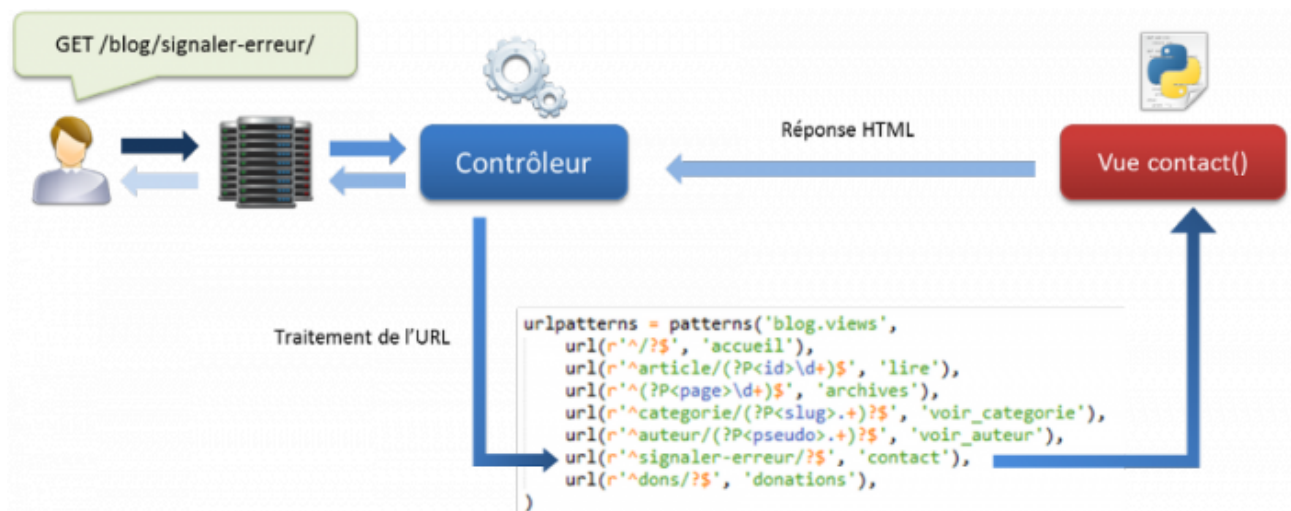 GET /blog/signaler-erreur/
Contrôleur
Réponse HTML
Vue contact()
Traitement de l'URL
urlpatterns = patterns('blog.views',
    url(r'^/?$', 'accueil'),
    url(r'^article/(?P<id>\d+)$', 'lire'),
    url(r'^(?P<page>\d+)$', 'archives'),
    url(r'^categorie/(?P<slug>.+)?$', 'voir_categorie'),
    url(r'^auteur/(?P<pseudo>.+)?$', 'voir_auteur'),
    url(r'^signaler-erreur/?$', 'contact'),
    url(r'^dons/?$', 'donations'),
)